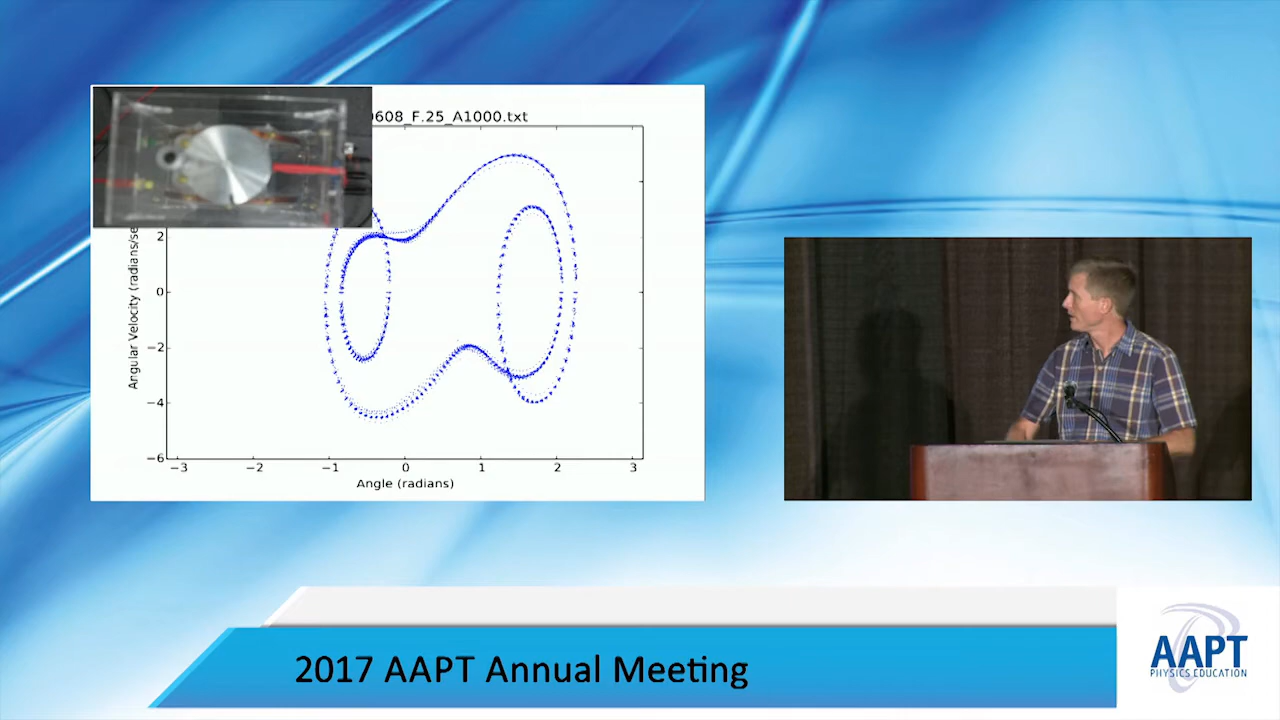 0608_F.25_A1000.txt
2
0
−2
−4
−6
Angular Velocity (radians/se
−3 −2 −1 0 1 2 3
Angle (radians)
2017 AAPT Annual Meeting
AAPT
PHYSICS EDUCATION